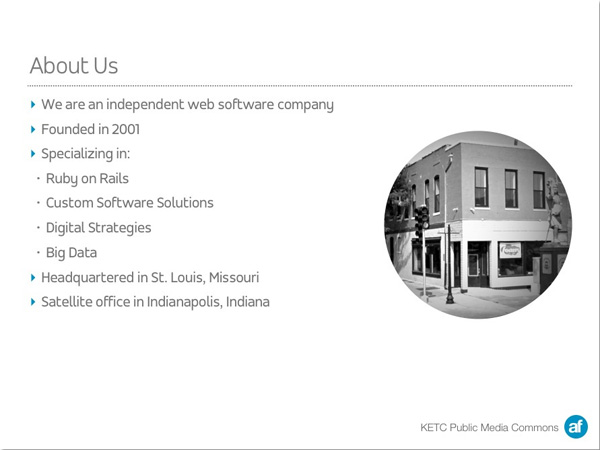 About Us
We are an independent web software company
Founded in 2001
Specializing in:
· Ruby on Rails
· Custom Software Solutions
· Digital Strategies
· Big Data
Headquartered in St. Louis, Missouri
Satellite office in Indianapolis, Indiana
KETC Public Media Commons
af